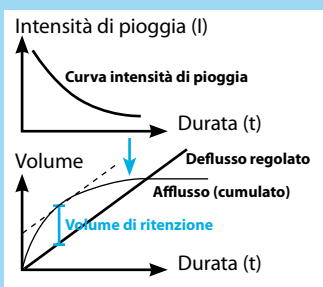 Intensità di pioggia (I)
Curva intensità di pioggia
Durata (t)
Volume
Deflusso regolato
Afflusso (cumulato)
Volume di ritenzione
Durata (t)